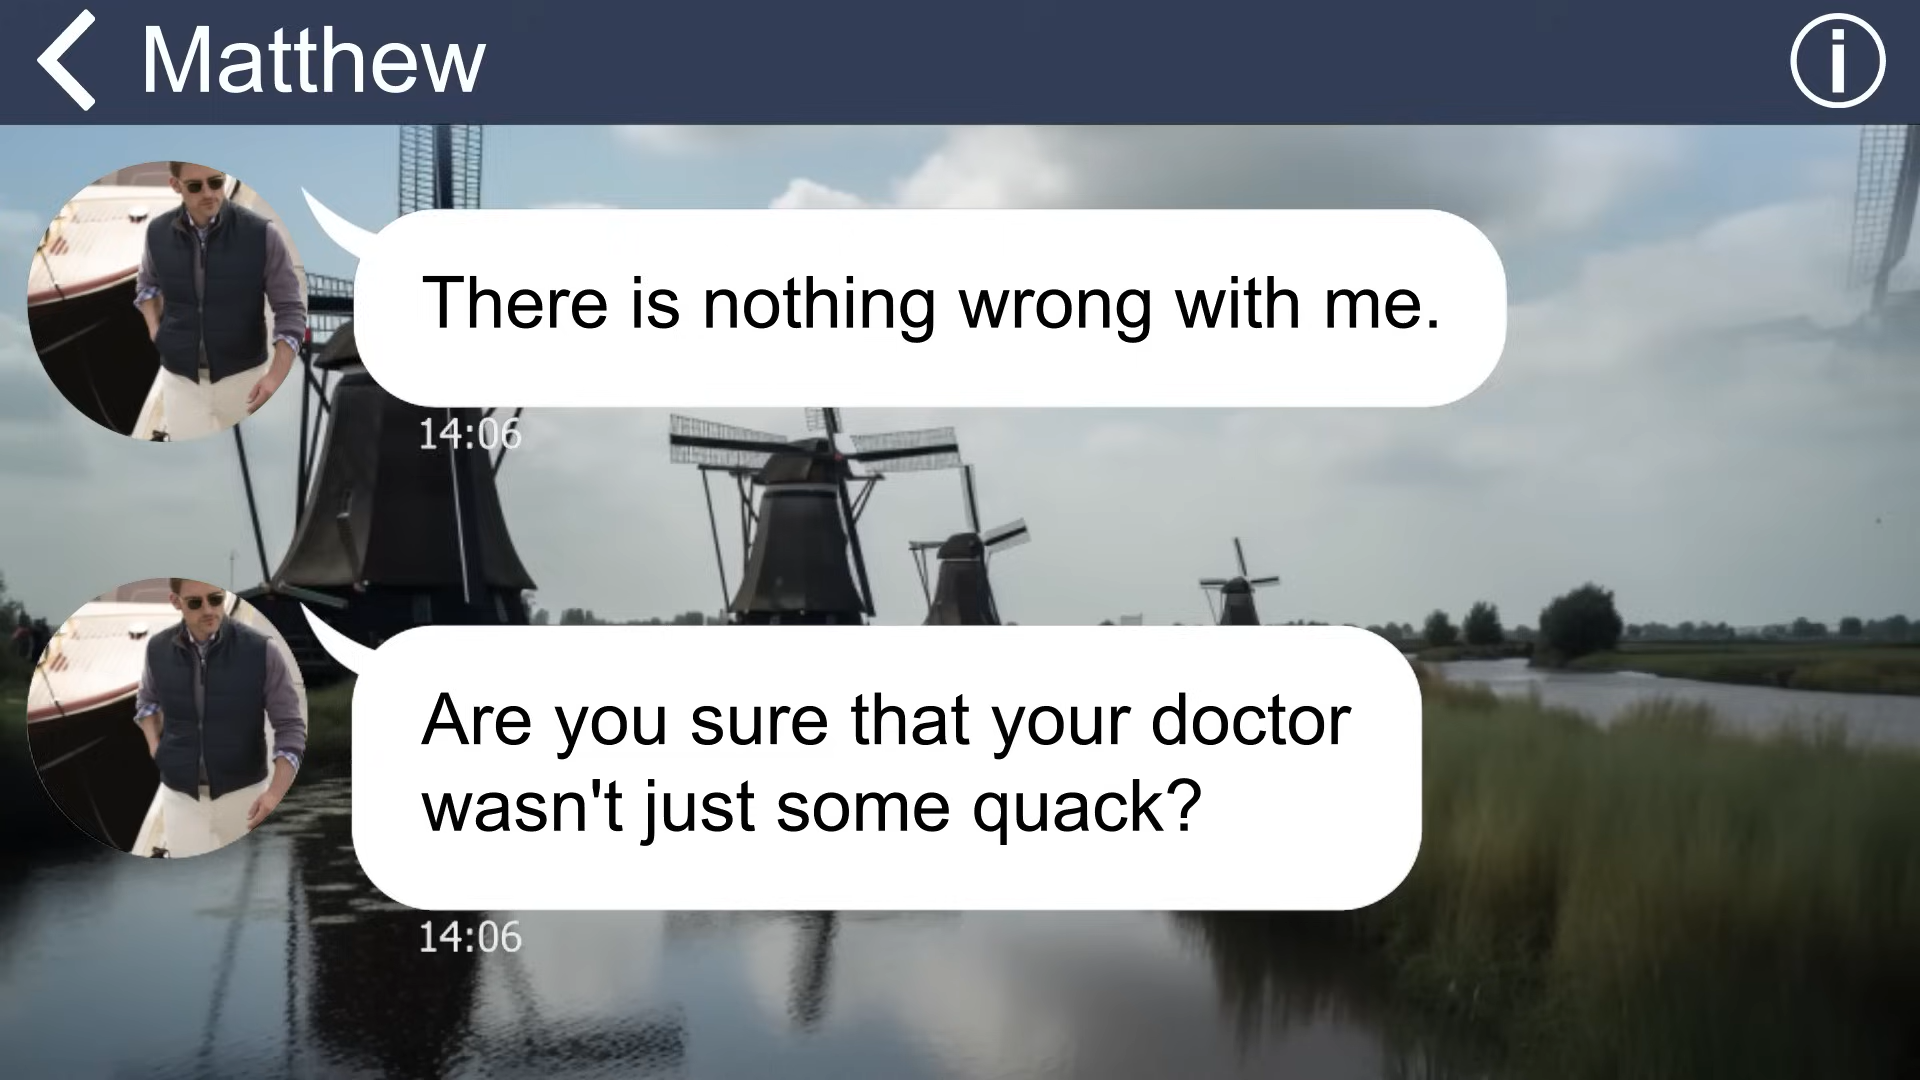 Matthew
There is nothing wrong with me.
14:06
Are you sure that your doctor
wasn't just some quack?
14:06